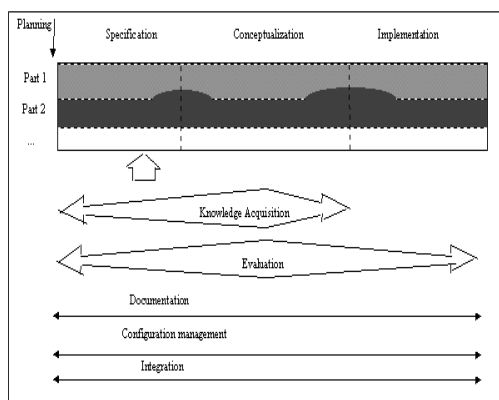 Planning
Specification Conceptualization Implementation
Part 1
Part 2
...
Knowledge Acquisition
Evaluation
Documentation
Configuration management
Integration